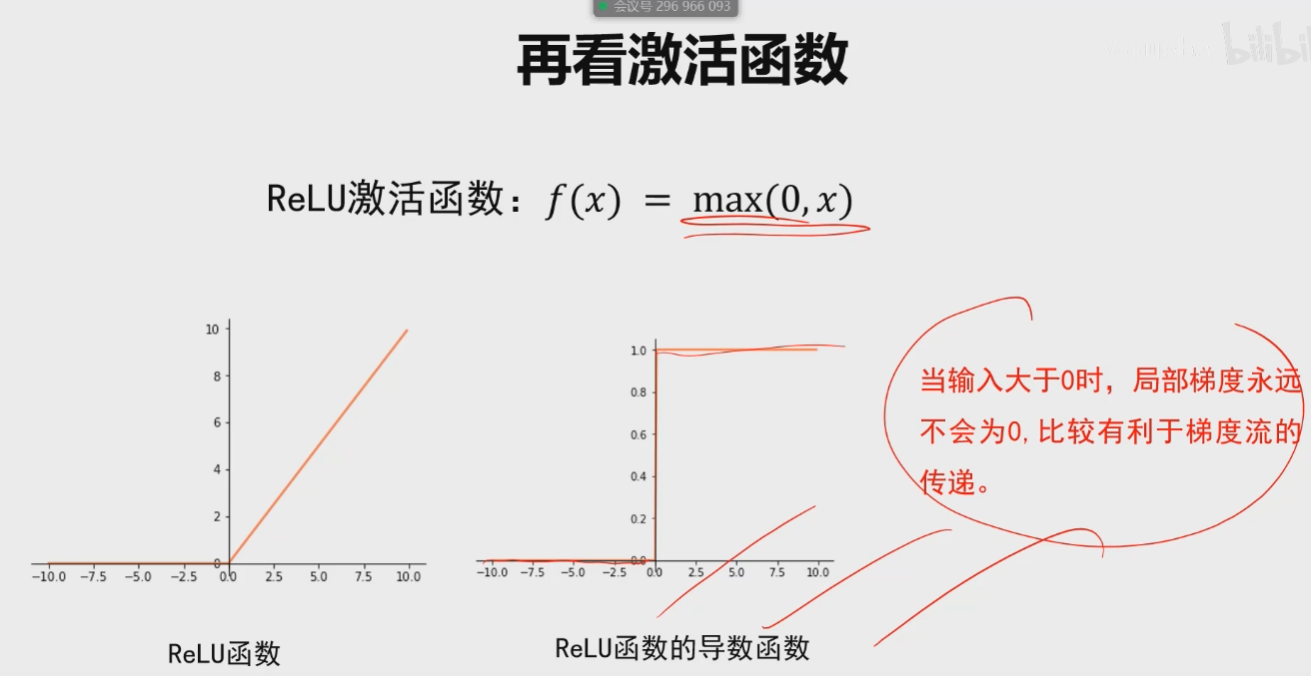 会议号 296 966 093
再看激活函数
bilibili
ReLU激活函数：f(x) = max(0, x)
10
8
6
4
2
0
−10.0 −7.5 −5.0 −2.5 0.0 2.5 5.0 7.5 10.0
ReLU函数
1.0
0.8
0.6
0.4
0.2
0.0
−10.0 −7.5 −5.0 −2.5 0.0 2.5 5.0 7.5 10.0
ReLU函数的导数函数
当输入大于0时，局部梯度永远
不会为0,比较有利于梯度流的
传递。